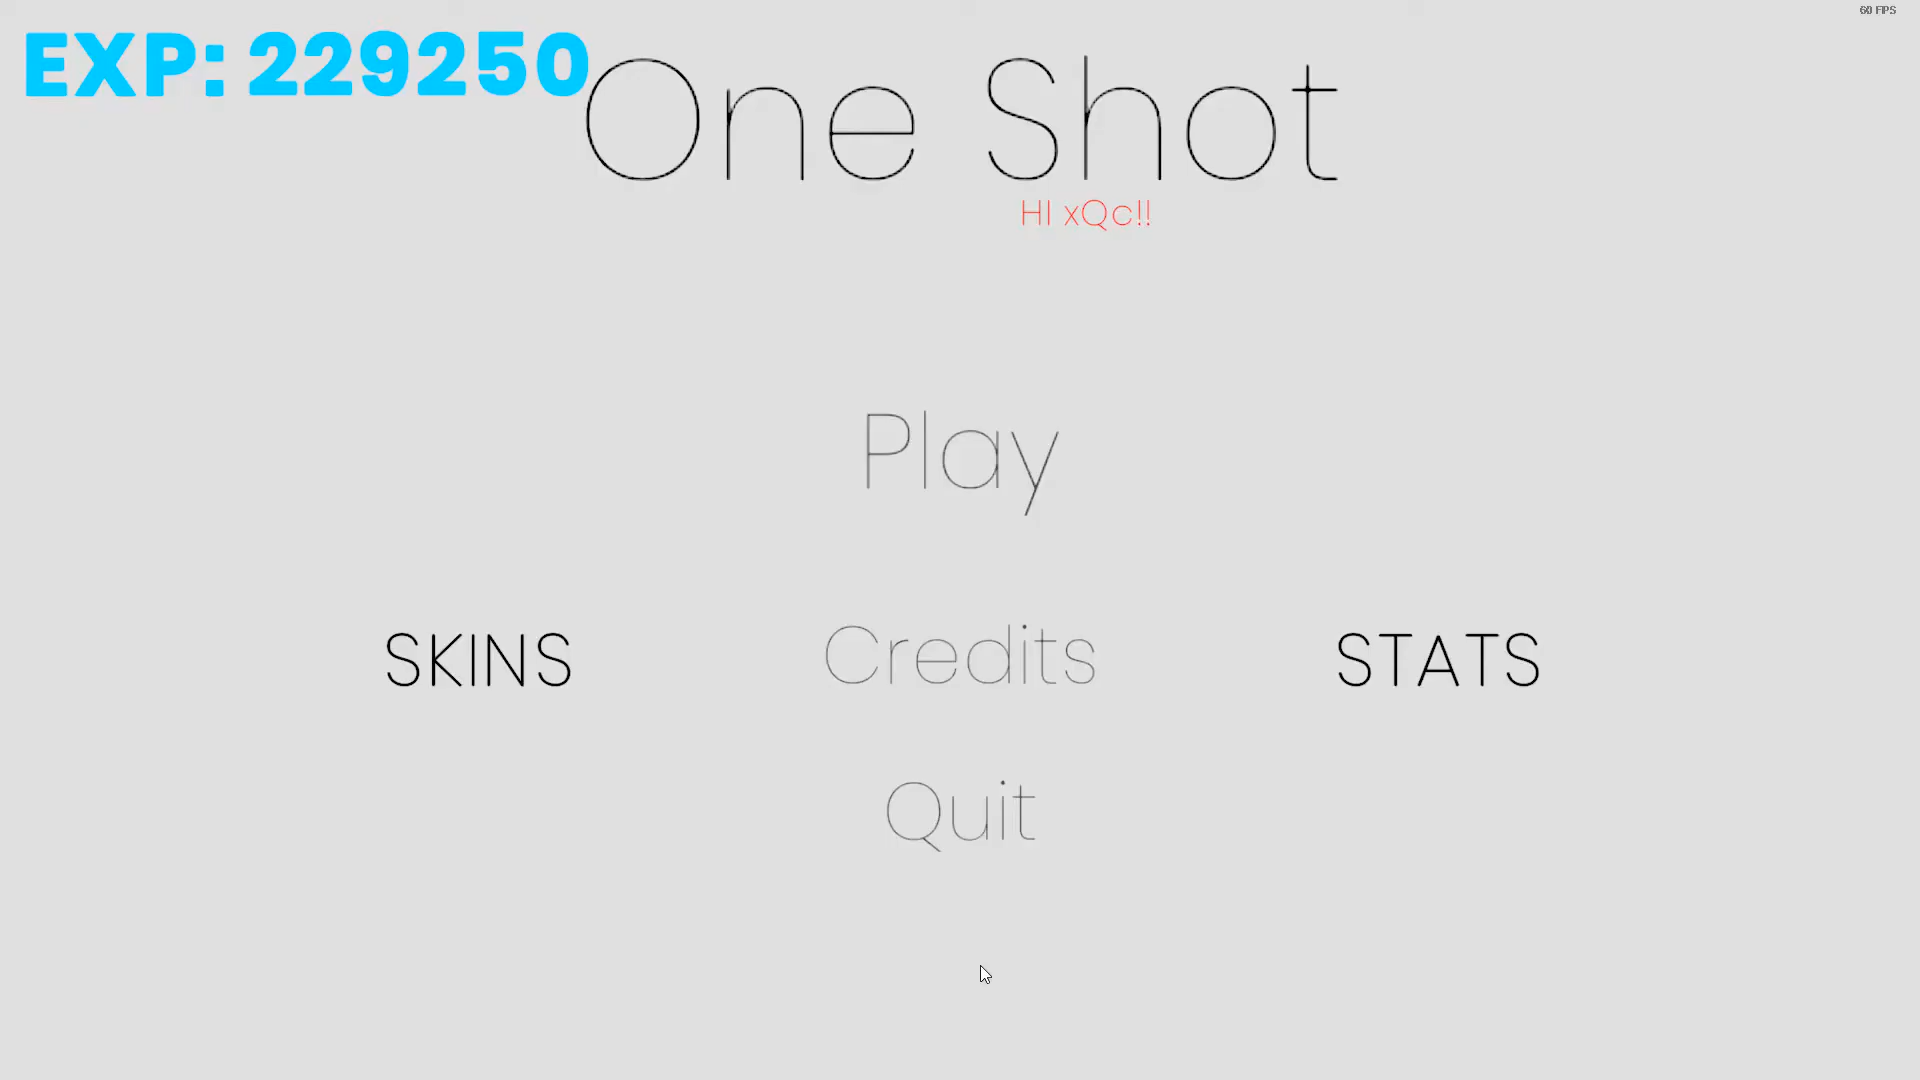 60 FPS
EXP: 229250
One Shot
HI xQc!!
Play
SKINS
Credits
STATS
Quit